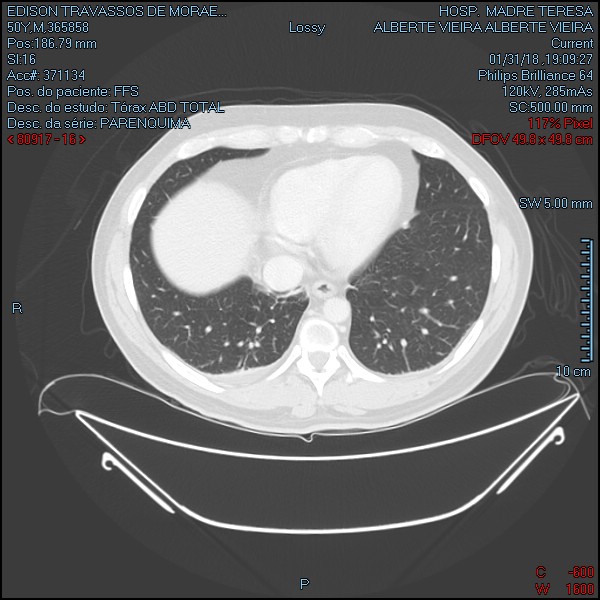 EDISON TRAVASSOS DE MORAE...
50Y,M,365858
Pos:186.79 mm
Sl:16
Acc#: 371134
Pos. do paciente: FFS
Desc. do estudo: Tórax ABD TOTAL
Desc. da série: PARENQUIMA
< 80917 - 16 >
Lossy
HOSP. MADRE TERESA
ALBERTE VIEIRA ALBERTE VIEIRA
Current
01/31/18 ,19:09:27
Philips Brilliance 64
120kV, 285mAs
SC:500.00 mm
117% Pixel
DFOV 49.8 x 49.8 cm
SW 5.00 mm
R
10 cm
P
C -600
W 1600